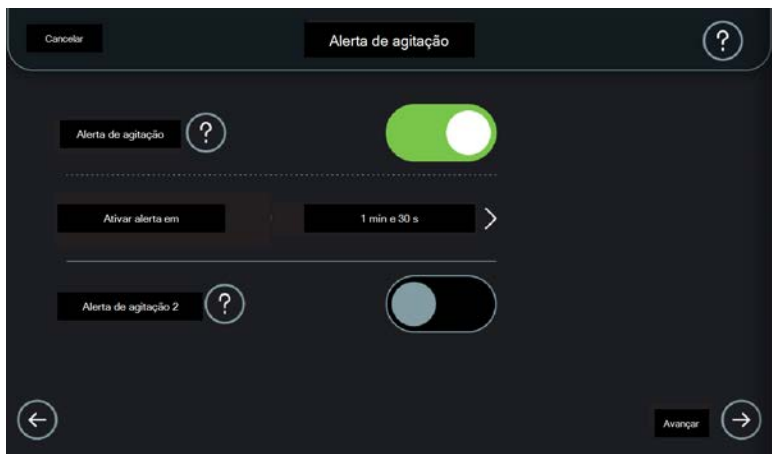 Cancelar
Alerta de agitação
?
Alerta de agitação
?
Ativar alerta em
1 min e 30 s
Alerta de agitação 2
?
Avançar